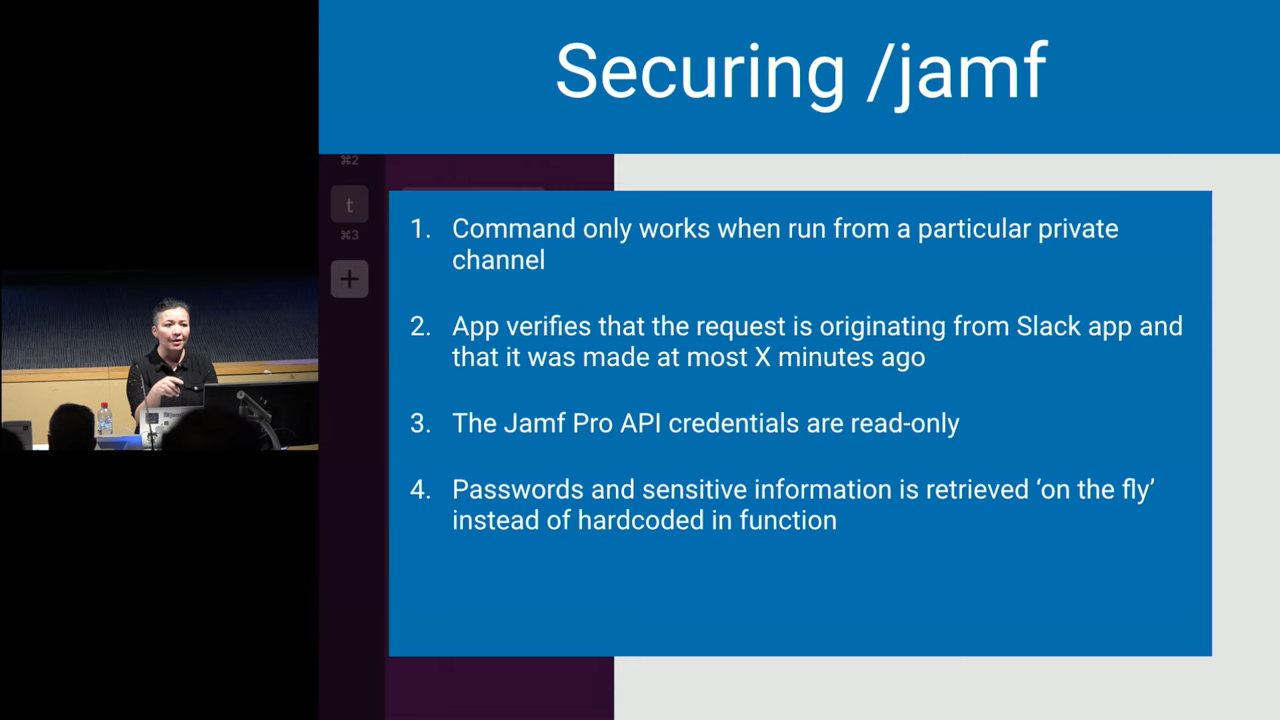 Securing /jamf
⌘2
t
⌘3
1. Command only works when run from a particular private
channel
2. App verifies that the request is originating from Slack app and
that it was made at most X minutes ago
3. The Jamf Pro API credentials are read-only
4. Passwords and sensitive information is retrieved ‘on the fly’
instead of hardcoded in function